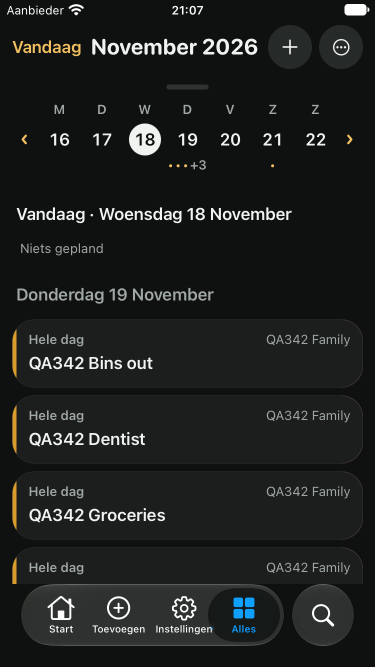 Aanbieder 21:07
Vandaag November 2026
M D W D V Z Z
16 17 18 19 20 21 22
+3
Vandaag · Woensdag 18 November
Niets gepland
Donderdag 19 November
Hele dag QA342 Family
QA342 Bins out
Hele dag QA342 Family
QA342 Dentist
Hele dag QA342 Family
QA342 Groceries
Hele dag QA342 Family
Start Toevoegen Instellingen Alles